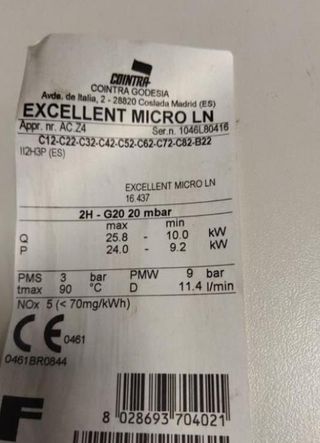 COINTRA
COINTRA GODESIA
Avda. de Italia, 2 - 28820 Coslada Madrid (ES)
EXCELLENT MICRO LN
Appr. nr. AC.Z4 Ser.n. 1046L80416
C12-C22-C32-C42-C52-C62-C72-C82-B22
II2H3P (ES)
EXCELLENT MICRO LN
16.437
2H - G20 20 mbar
max min
Q 25.8 - 10.0 kW
P 24.0 - 9.2 kW
PMS 3 bar PMW 9 bar
tmax 90 °C D 11.4 l/min
NOx 5 (< 70mg/kWh)
CE 0461
0461BR0844
F
8 028693 704021